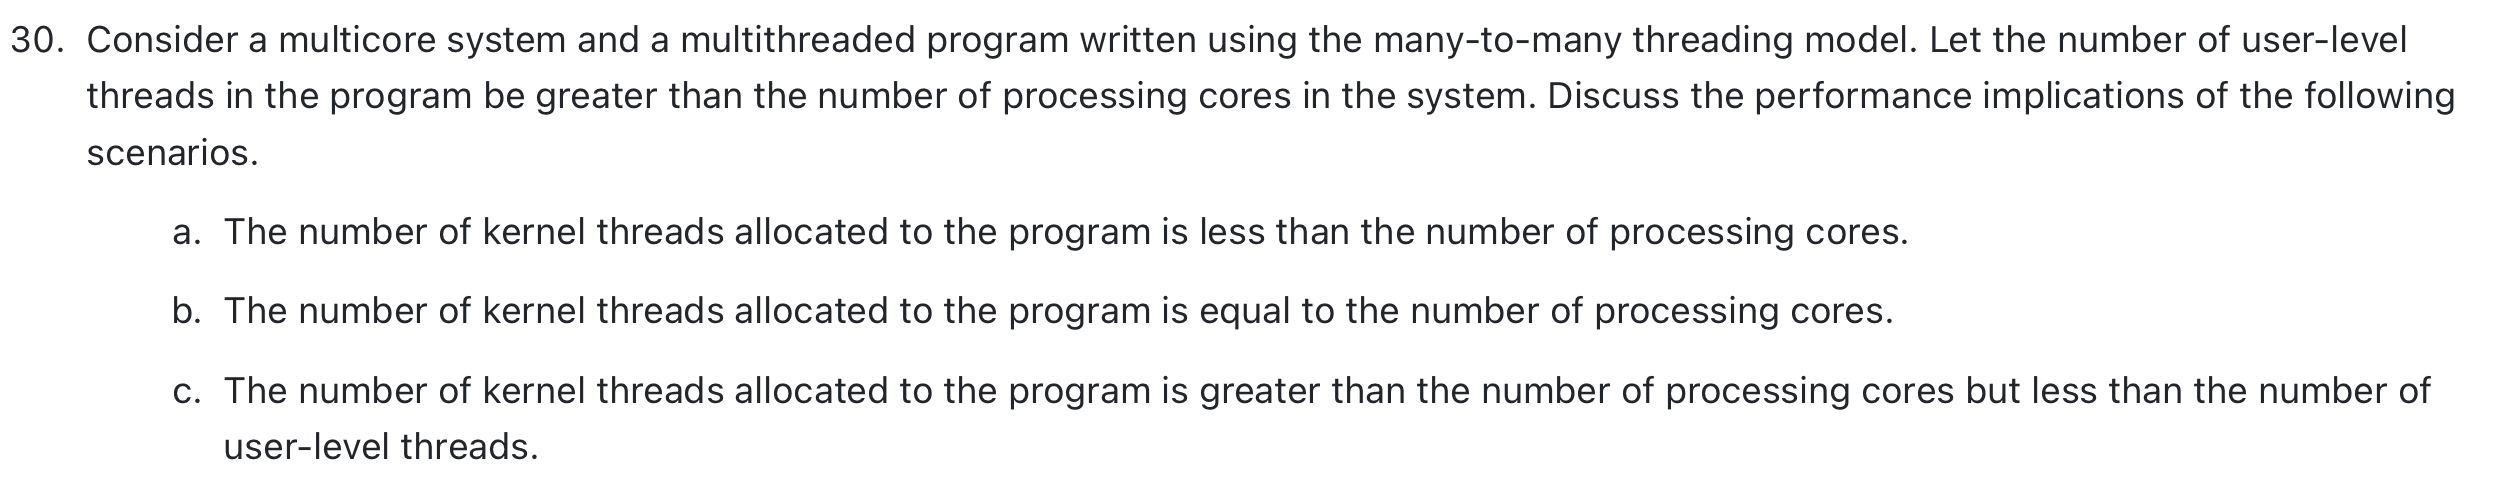 30. Consider a multicore system and a multithreaded program written using the many-to-many threading model. Let the number of user-level
threads in the program be greater than the number of processing cores in the system. Discuss the performance implications of the following
scenarios.
a. The number of kernel threads allocated to the program is less than the number of processing cores.
b. The number of kernel threads allocated to the program is equal to the number of processing cores.
c. The number of kernel threads allocated to the program is greater than the number of processing cores but less than the number of
user-level threads.